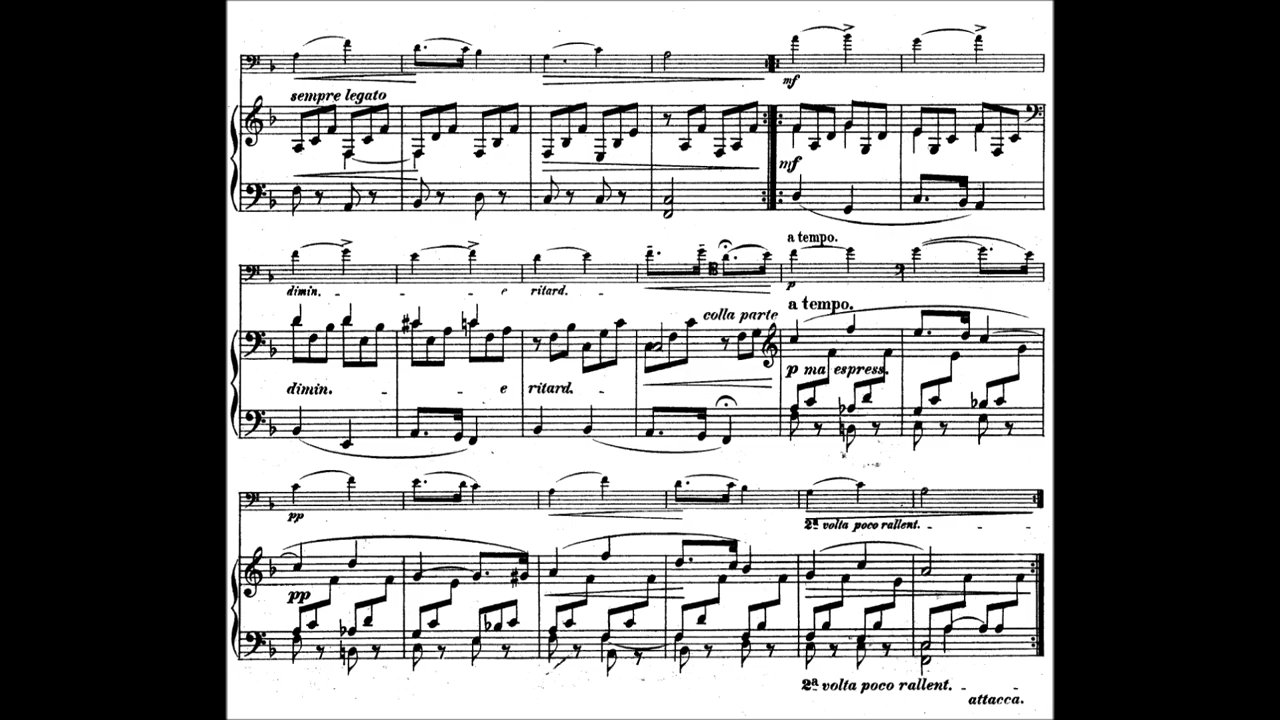 mf
sempre legato
mf
a tempo.
dimin. e ritard.
p
colla parte
a tempo.
p ma espress.
dimin. e ritard.
pp
2ª volta poco rallent.
pp
2ª volta poco rallent.
attacca.